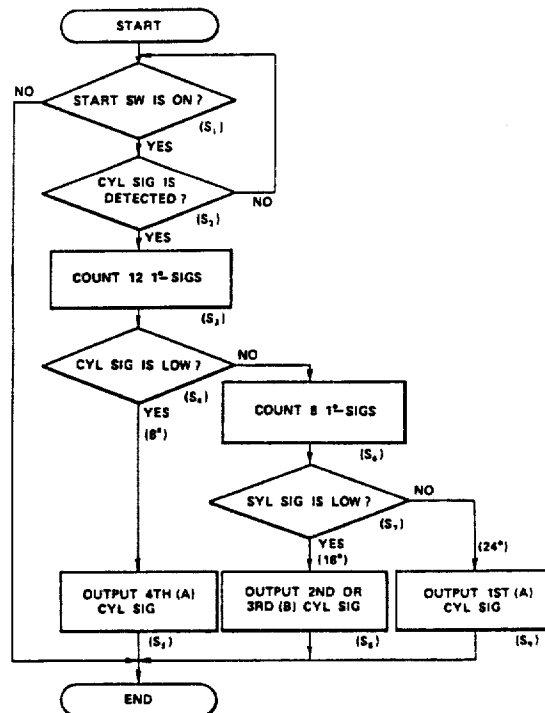 START
NO
START SW IS ON?
(S₁)
YES
CYL SIG IS
DETECTED?
NO
(S₂)
YES
COUNT 12 1°-SIGS
(S₃)
CYL SIG IS LOW?
NO
(S₄)
YES
(8°)
COUNT 8 1°-SIGS
(S₆)
SYL SIG IS LOW?
NO
(S₇)
YES
(16°)
(24°)
OUTPUT 4TH (A)
CYL SIG
(S₅)
OUTPUT 2ND OR
3RD (B) CYL SIG
(S₈)
OUTPUT 1ST (A)
CYL SIG
(S₉)
END